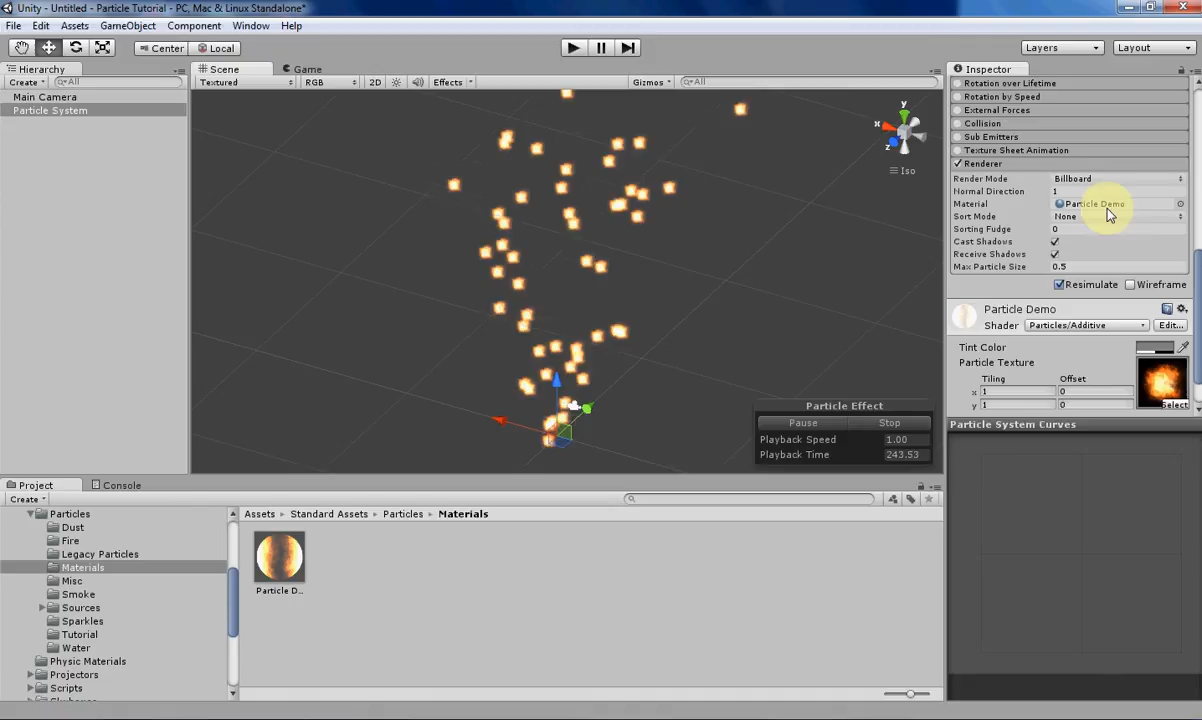 Unity - Untitled - Particle Tutorial - PC, Mac & Linux Standalone*
File Edit Assets GameObject Component Window Help
Center Local Layers Layout
Hierarchy
Create All
Main Camera
Particle System
Scene Game
Textured RGB 2D Effects Gizmos All
y
x
z
Iso
Particle Effect
Pause Stop
Playback Speed 1.00
Playback Time 243.53
Inspector
Rotation over Lifetime
Rotation by Speed
External Forces
Collision
Sub Emitters
Texture Sheet Animation
Renderer
Render Mode Billboard
Normal Direction 1
Material Particle Demo
Sort Mode None
Sorting Fudge 0
Cast Shadows
Receive Shadows
Max Particle Size 0.5
Resimulate Wireframe
Particle Demo
Shader Particles/Additive Edit...
Tint Color
Particle Texture
Tiling Offset
x 1 0
y 1 0
Select
Particle System Curves
Project Console
Create
Particles
Dust
Fire
Legacy Particles
Materials
Misc
Smoke
Sources
Sparkles
Tutorial
Water
Physic Materials
Projectors
Scripts
Assets Standard Assets Particles Materials
Particle D...